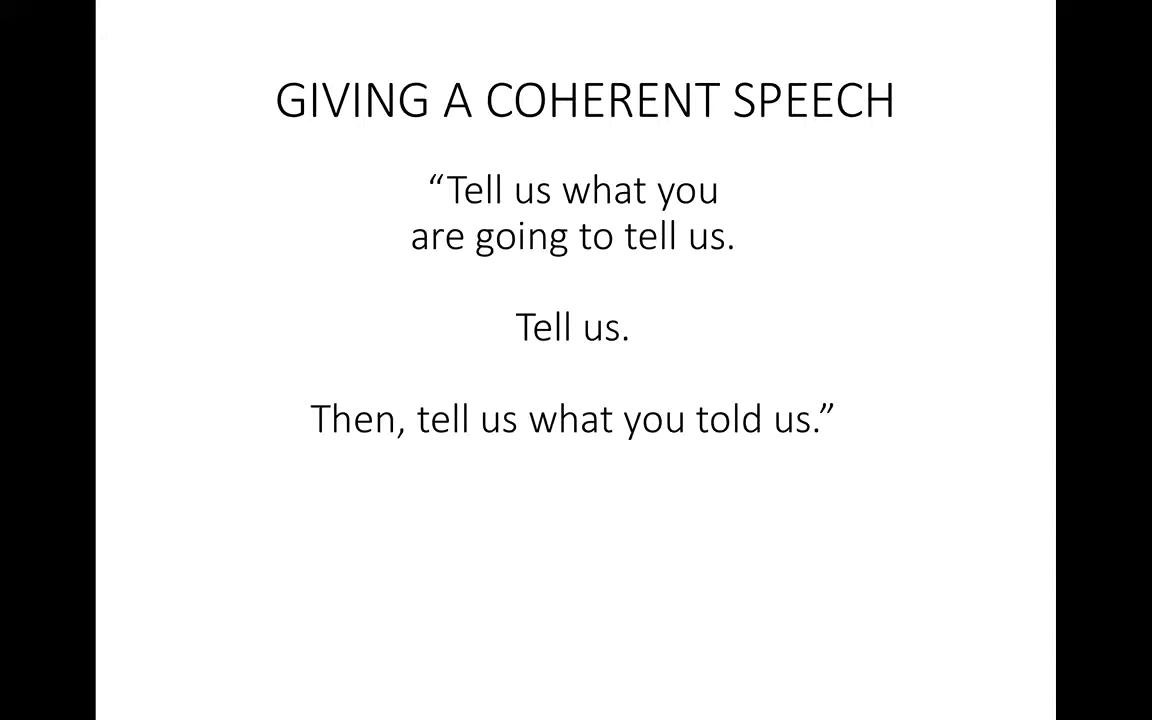 GIVING A COHERENT SPEECH
“Tell us what you
are going to tell us.
Tell us.
Then, tell us what you told us.”